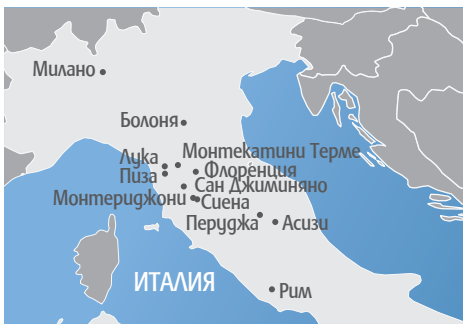 Милано
Болоня
Лука
Монтекатини Терме
Пиза
Флоренция
Сан Джиминяно
Монтериджони
Сиена
Перуджа
Асизи
ИТАЛИЯ
Рим